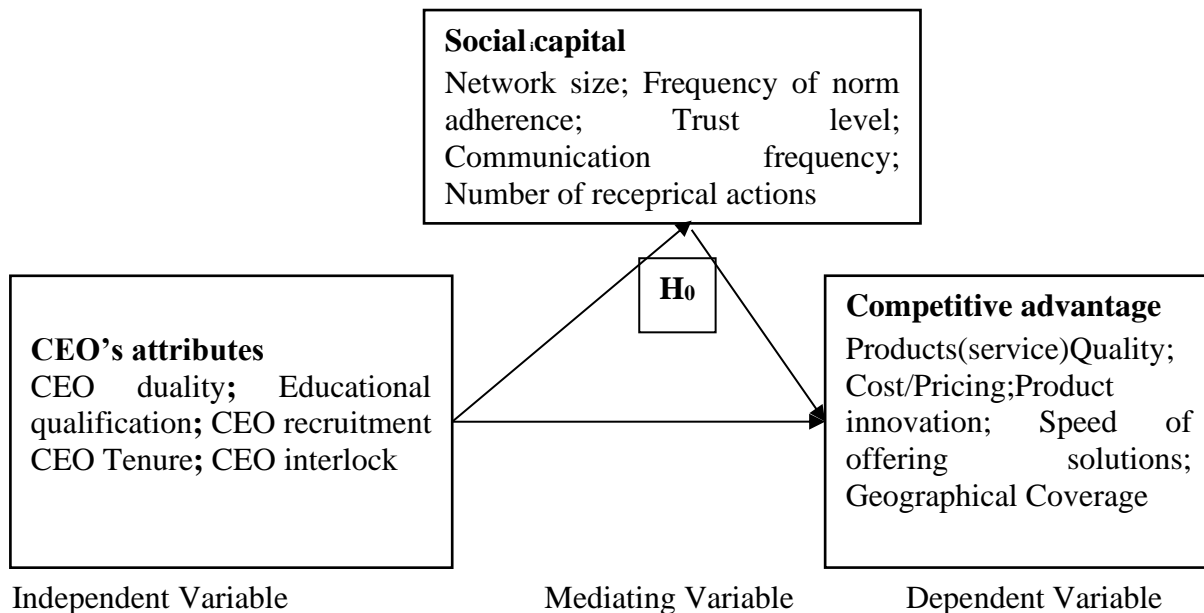 Social i capital
Network size; Frequency of norm
adherence; Trust level;
Communication frequency;
Number of receprical actions
H0
CEO’s attributes
CEO duality; Educational
qualification; CEO recruitment
CEO Tenure; CEO interlock
Competitive advantage
Products(service)Quality;
Cost/Pricing;Product
innovation; Speed of
offering solutions;
Geographical Coverage
Independent Variable
Mediating Variable
Dependent Variable